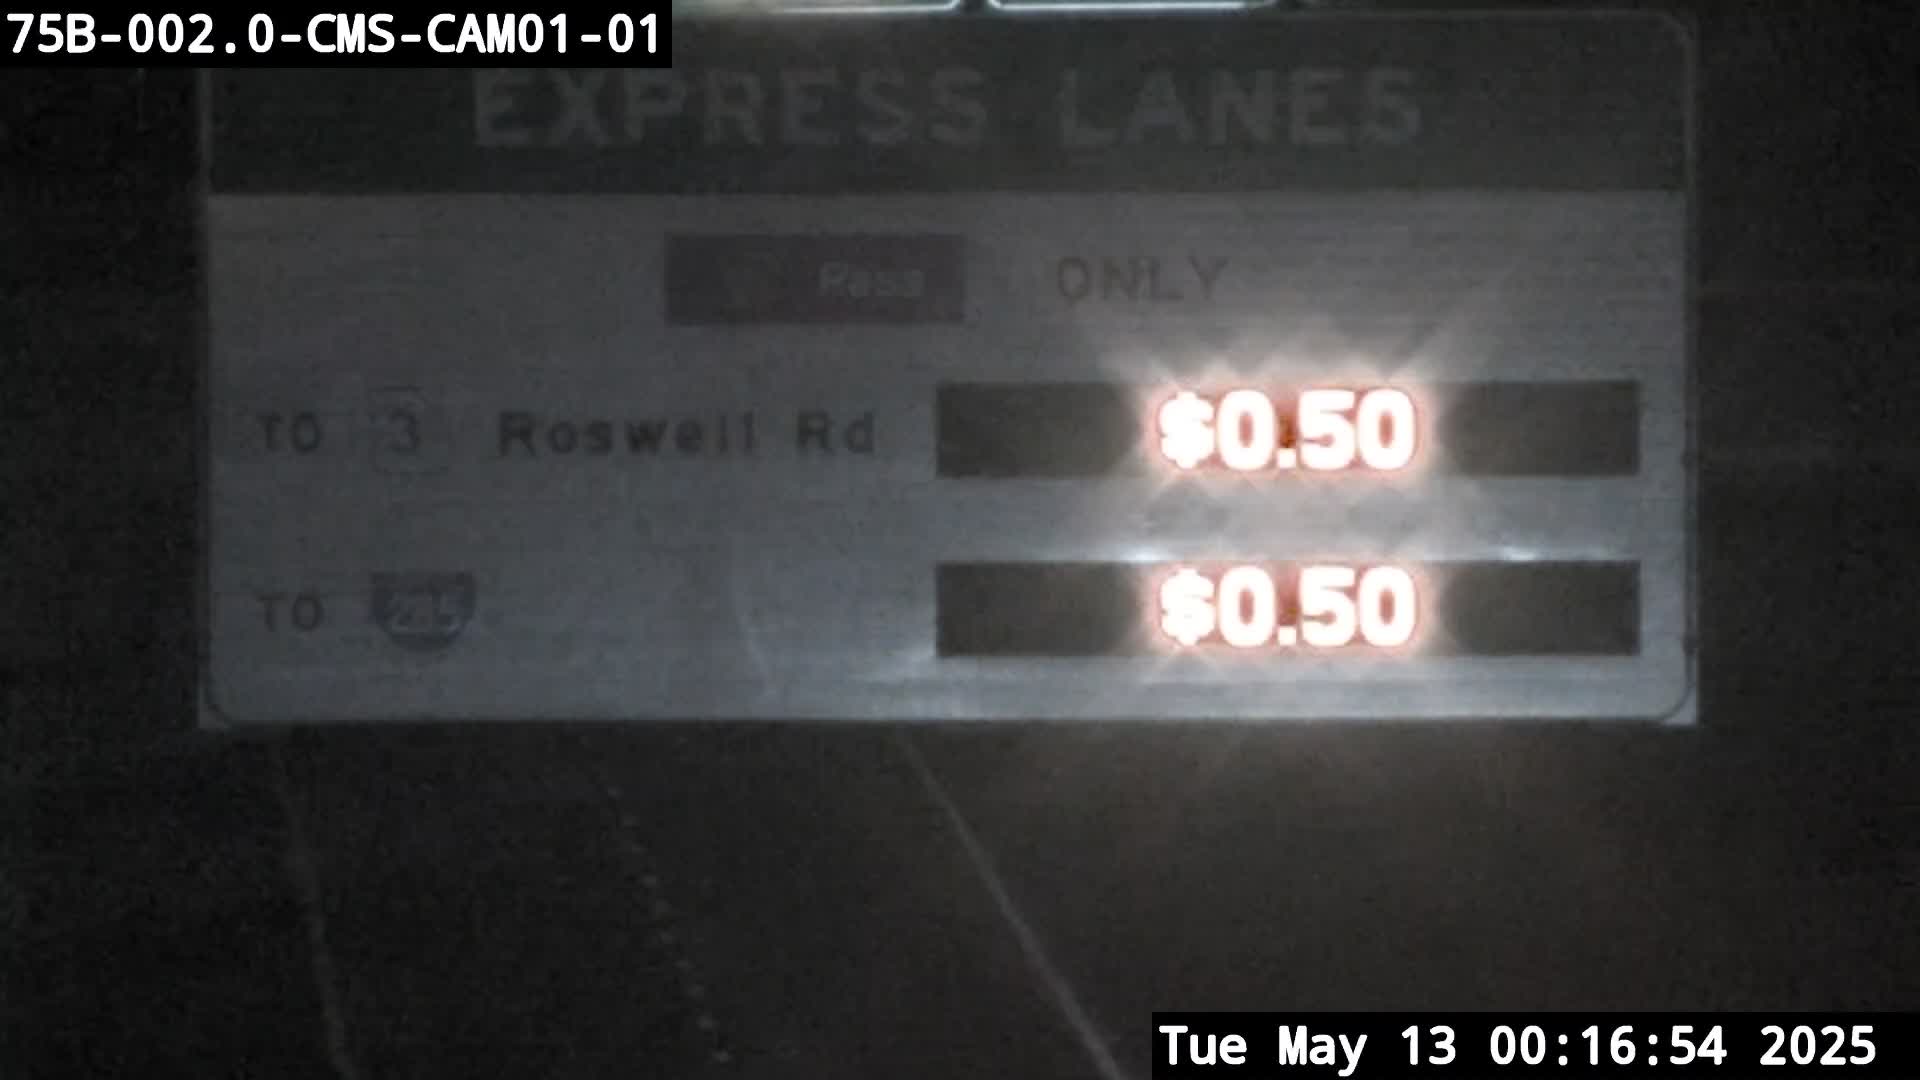 75B-002.0-CMS-CAM01-01
EXPRESS LANES
Pass ONLY
TO 3 Roswell Rd $0.50
TO $0.50
Tue May 13 00:16:54 2025